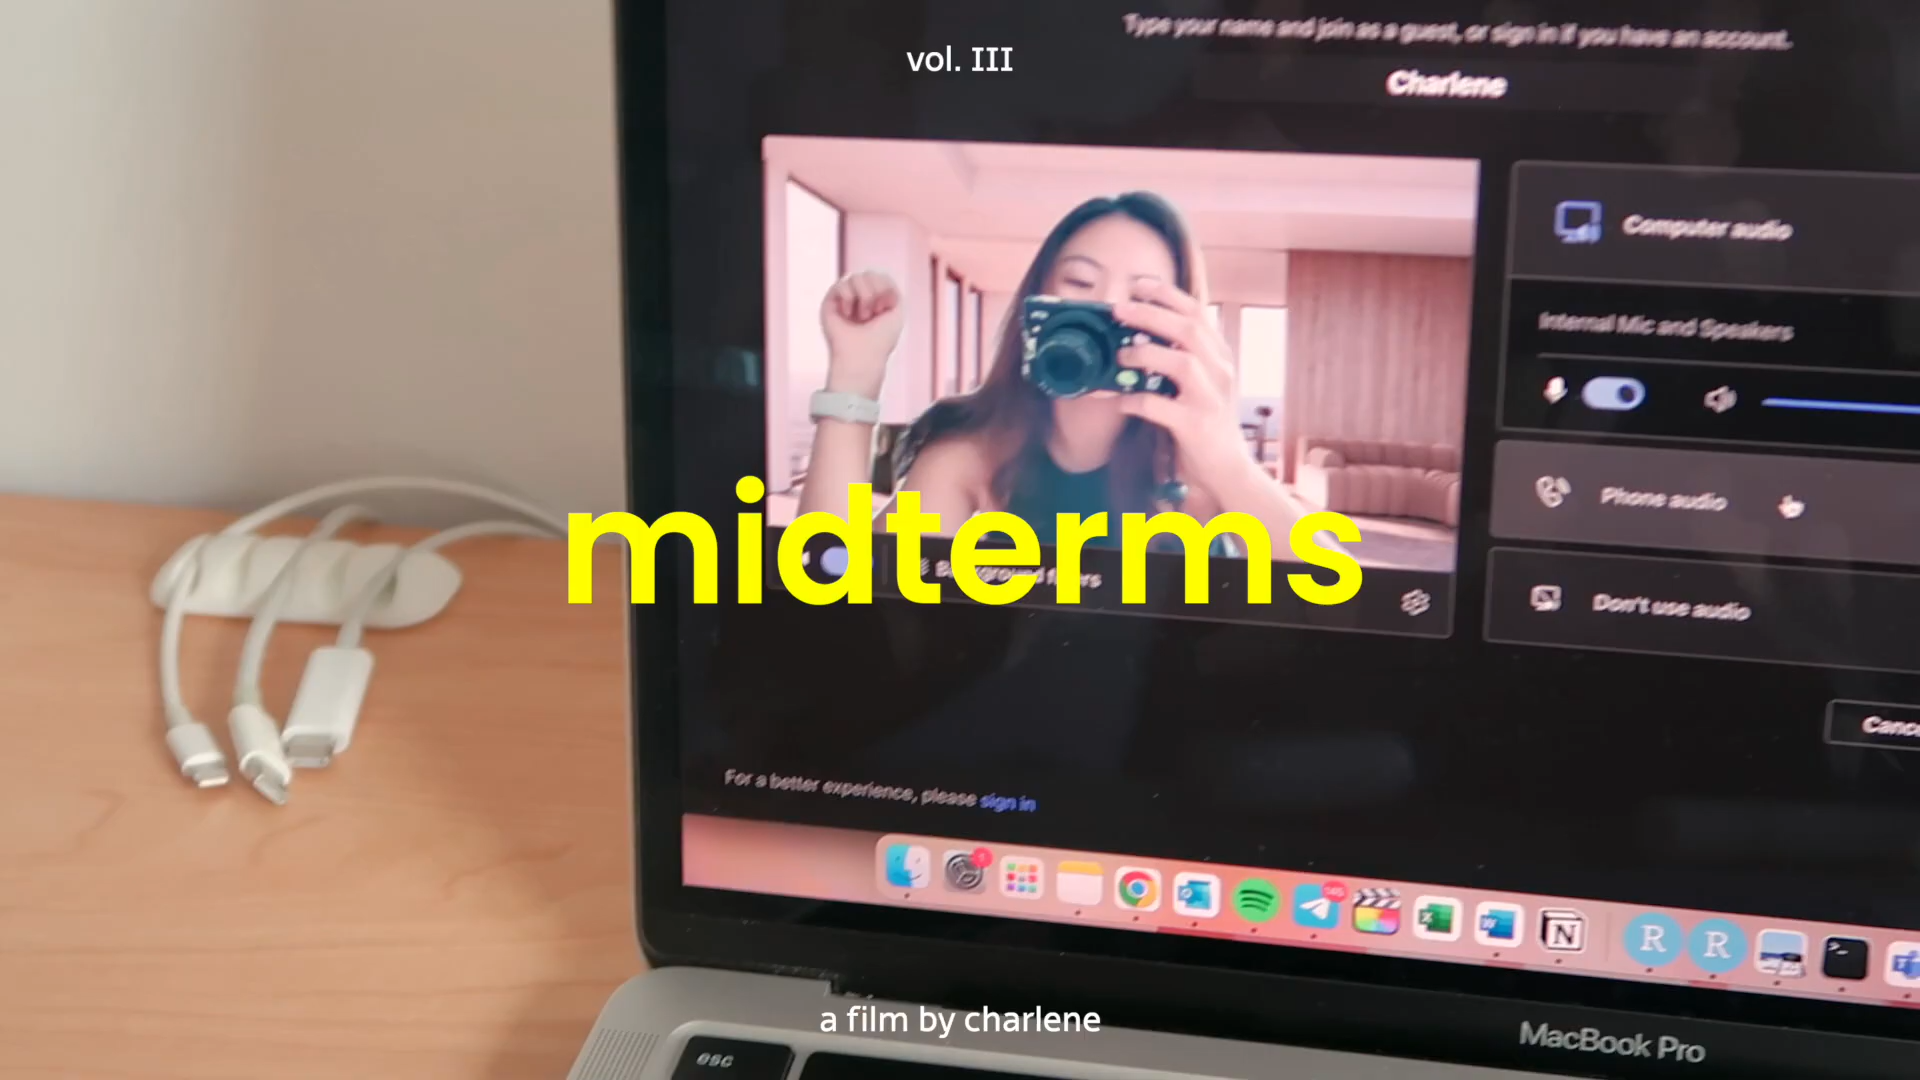 vol. III
Type your name and join as a guest, or sign in if you have an account.
Charlene
Computer audio
Internal Mic and Speakers
Phone audio
Don't use audio
midterms
For a better experience, please sign in
145
N
R
R
a film by charlene
MacBook Pro
esc